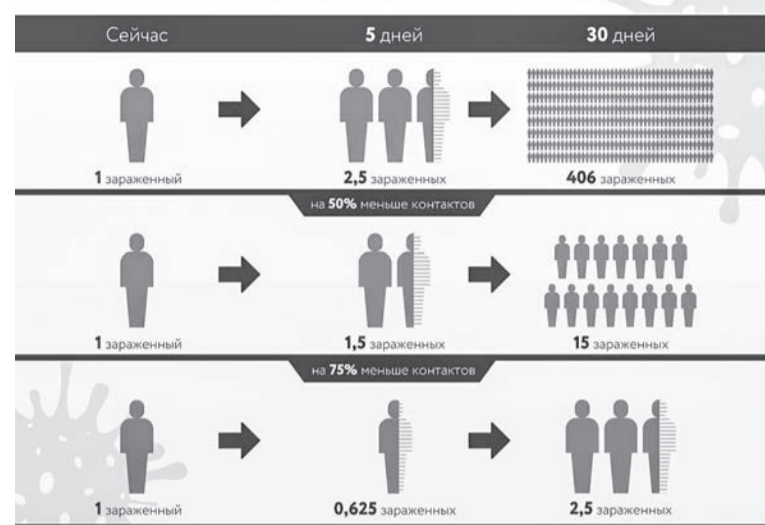 Сейчас 5 дней 30 дней
1 зараженный 2,5 зараженных 406 зараженных
на 50% меньше контактов
1 зараженный 1,5 зараженных 15 зараженных
на 75% меньше контактов
1 зараженный 0,625 зараженных 2,5 зараженных